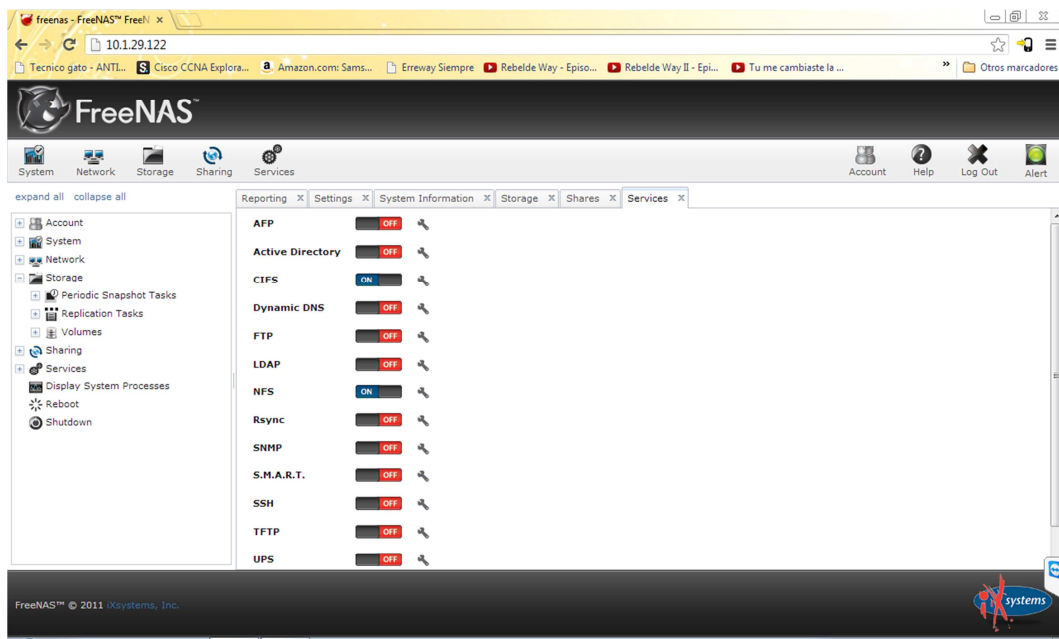 freenas - FreeNAS™ FreeN
10.1.29.122
Tecnico gato - ANTI... Cisco CCNA Explora... Amazon.com: Sams... Erreway Siempre Rebelde Way - Episo... Rebelde Way II - Epi... Tu me cambiaste la ... » Otros marcadores
FreeNAS™
System Network Storage Sharing Services Account Help Log Out Alert
expand all collapse all
Reporting X Settings X System Information X Storage X Shares X Services X
Account
System
Network
Storage
Periodic Snapshot Tasks
Replication Tasks
Volumes
Sharing
Services
Display System Processes
Reboot
Shutdown
AFP OFF
Active Directory OFF
CIFS ON
Dynamic DNS OFF
FTP OFF
LDAP OFF
NFS ON
Rsync OFF
SNMP OFF
S.M.A.R.T. OFF
SSH OFF
TFTP OFF
UPS OFF
FreeNAS™ © 2011 iXsystems, Inc.
iXsystems